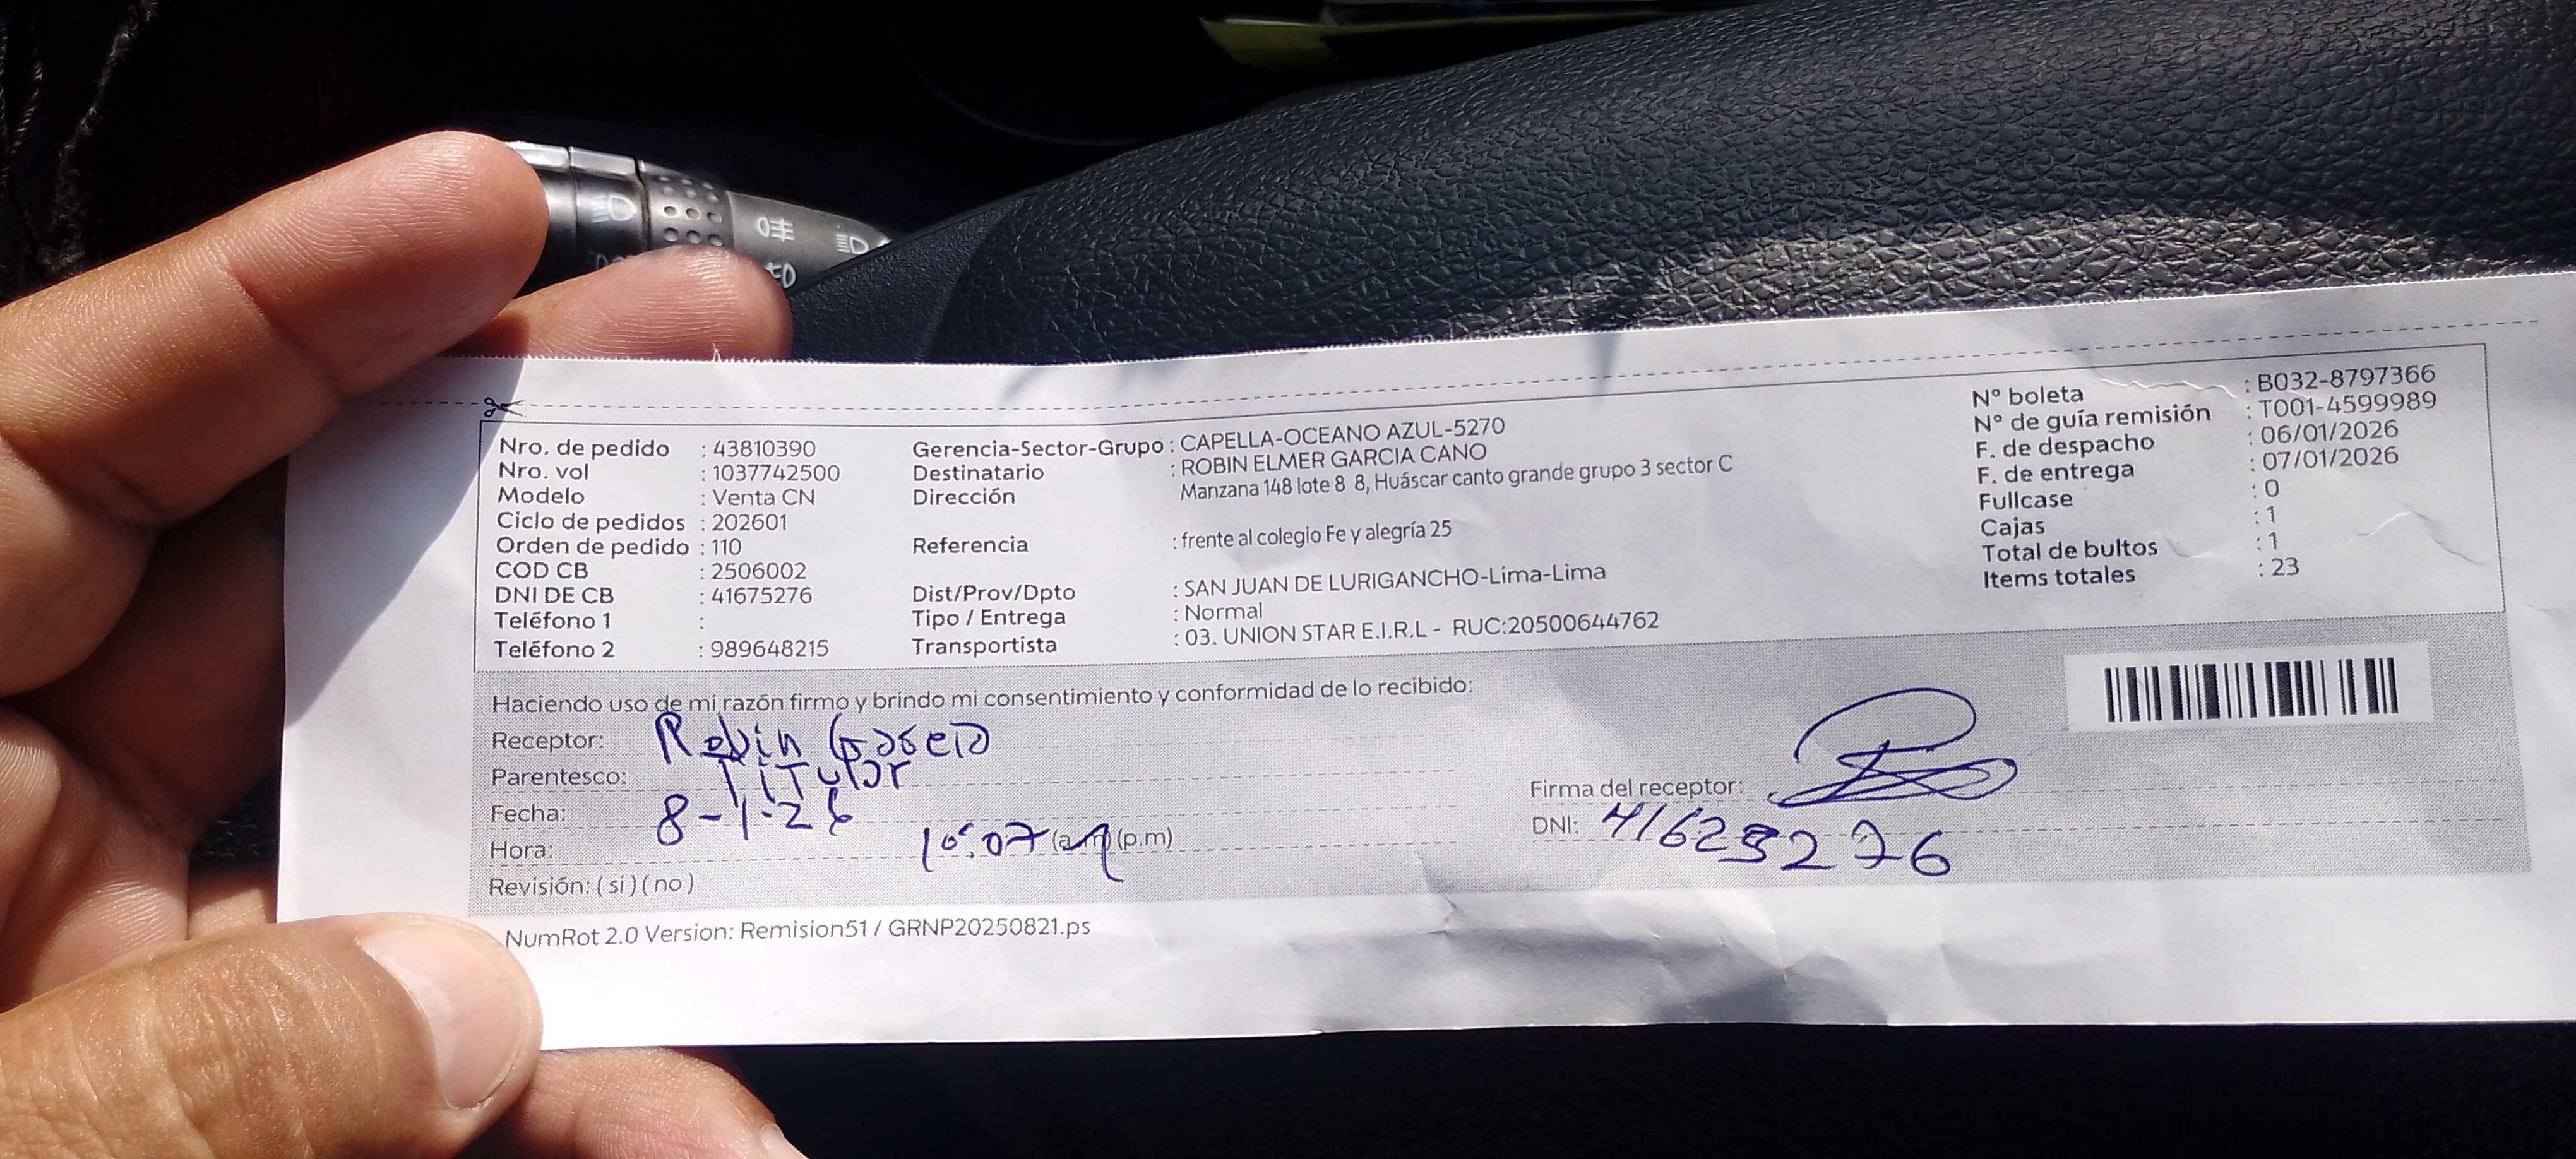 Nro. de pedido : 43810390
Nro. vol : 1037742500
Modelo : Venta CN
Ciclo de pedidos : 202601
Orden de pedido : 110
COD CB : 2506002
DNI DE CB : 41675276
Teléfono 1 :
Teléfono 2 : 989648215
Gerencia-Sector-Grupo : CAPELLA-OCEANO AZUL-5270
Destinatario : ROBIN ELMER GARCIA CANO
Dirección Manzana 148 lote 8 8, Huáscar canto grande grupo 3 sector C
Referencia : frente al colegio Fe y alegría 25
Dist/Prov/Dpto : SAN JUAN DE LURIGANCHO-Lima-Lima
Tipo / Entrega : Normal
Transportista : 03. UNION STAR E.I.R.L - RUC:20500644762
N° boleta : B032-8797366
N° de guía remisión : T001-4599989
F. de despacho : 06/01/2026
F. de entrega : 07/01/2026
Fullcase : 0
Cajas : 1
Total de bultos : 1
Items totales : 23
Haciendo uso de mi razón firmo y brindo mi consentimiento y conformidad de lo recibido:
Receptor: Robin Garcia
Parentesco: Titular
Fecha: 8-1-26
Hora: 10:07 (a.m) (p.m)
Revisión: ( si ) ( no )
Firma del receptor:
DNI:
NumRot 2.0 Version: Remision51 / GRNP20250821.ps